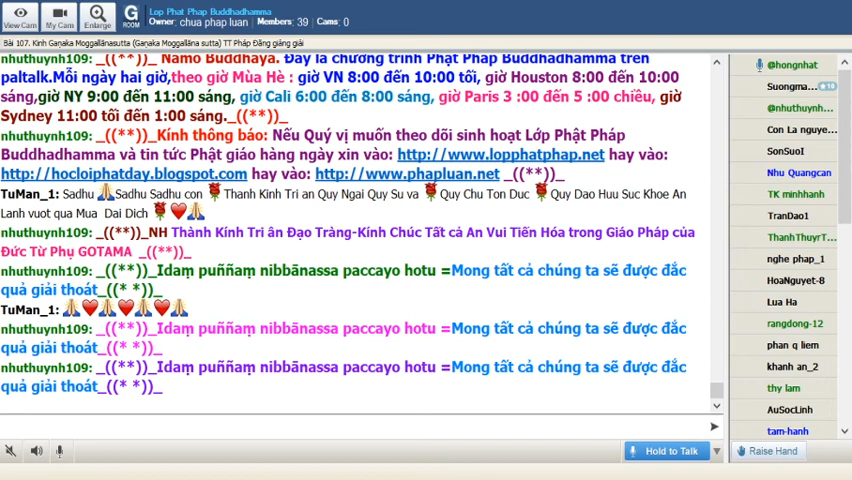 Lop Phat Phap Buddhadhamma
Owner: chua phap luan  Members: 39  Cams: 0
View Cam  My Cam  Enlarge  G ROOM
Bài 107. Kinh Gaṇaka Moggallānasutta (Gaṇaka Moggallāna sutta) TT Pháp Đăng giảng giải
nhuthuynh109: _((**))_ Namo Buddhaya. Đây là chương trình Phật Pháp Buddhadhamma trên
paltalk.Mỗi ngày hai giờ,theo giờ Mùa Hè : giờ VN 8:00 đến 10:00 tối, giờ Houston 8:00 đến 10:00
sáng,giờ NY 9:00 đến 11:00 sáng, giờ Cali 6:00 đến 8:00 sáng, giờ Paris 3 :00 đến 5 :00 chiều, giờ
Sydney 11:00 tối đến 1:00 sáng._((**))_
nhuthuynh109: _((**))_Kính thông báo: Nếu Quý vị muốn theo dõi sinh hoạt Lớp Phật Pháp
Buddhadhamma và tin tức Phật giáo hàng ngày xin vào: http://www.lopphatphap.net hay vào:
http://hocloiphatday.blogspot.com hay vào: http://www.phapluan.net _((**))_
TuMan_1: Sadhu Sadhu Sadhu con Thanh Kinh Tri an Quy Ngai Quy Su va Quy Chu Ton Duc Quy Dao Huu Suc Khoe An
Lanh vuot qua Mua Dai Dich
nhuthuynh109: _((**))_NH Thành Kính Tri ân Đạo Tràng-Kính Chúc Tất cả An Vui Tiến Hóa trong Giáo Pháp của
Đức Từ Phụ GOTAMA _((**))_
nhuthuynh109: _((**))_Idaṃ puññaṃ nibbānassa paccayo hotu =Mong tất cả chúng ta sẽ được đắc
quả giải thoát_((* *))_
TuMan_1:
nhuthuynh109: _((**))_Idaṃ puññaṃ nibbānassa paccayo hotu =Mong tất cả chúng ta sẽ được đắc
quả giải thoát_((* *))_
nhuthuynh109: _((**))_Idaṃ puññaṃ nibbānassa paccayo hotu =Mong tất cả chúng ta sẽ được đắc
quả giải thoát_((* *))_
@hongnhat
Suongma... 10
@nhuthuynh...
Con La nguye...
SonSuoI
Nhu Quangcan
TK minhhanh
TranDao1
ThanhThuyrT...
nghe phap_1
HoaNguyet-8
Lua Ha
rangdong-12
phan q liem
khanh an_2
thy lam
AuSocLinh
tam-hanh
Hold to Talk
Raise Hand